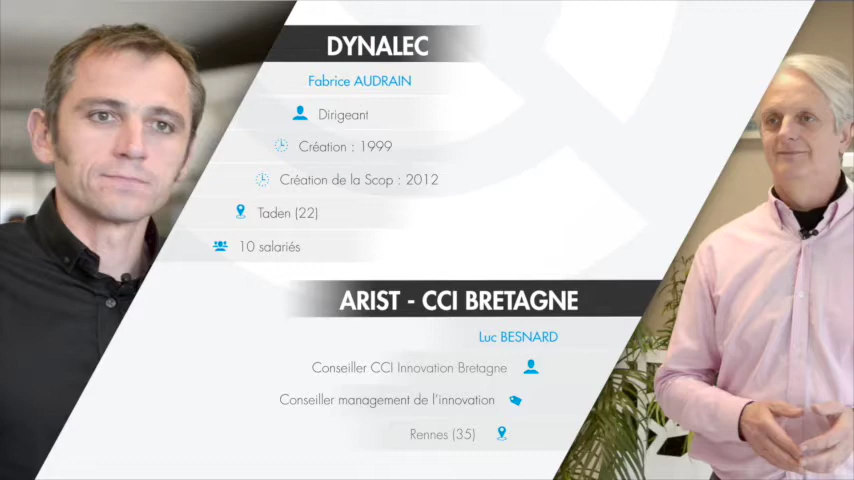 DYNALEC
Fabrice AUDRAIN
Dirigeant
Création : 1999
Création de la Scop : 2012
Taden (22)
10 salariés
ARIST - CCI BRETAGNE
Luc BESNARD
Conseiller CCI Innovation Bretagne
Conseiller management de l'innovation
Rennes (35)